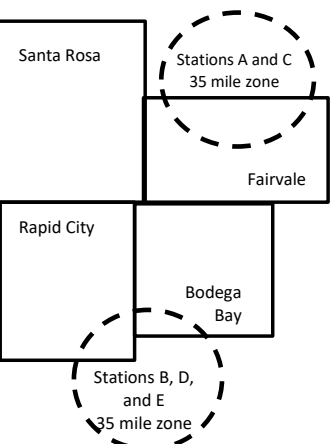 Santa Rosa
Stations A and C
35 mile zone
Fairvale
Rapid City
Bodega
Bay
Stations B, D,
and E
35 mile zone